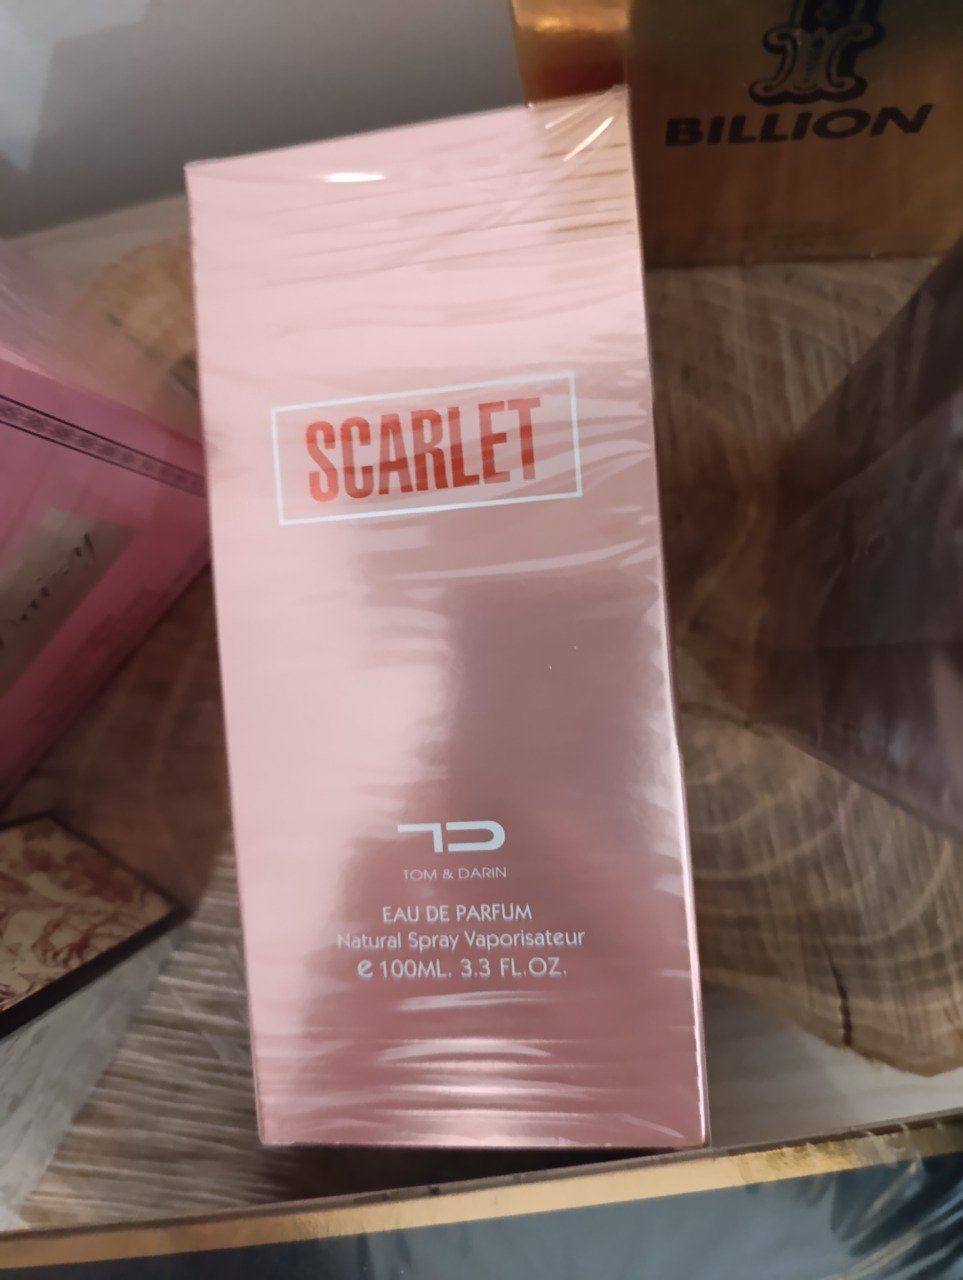 BILLION
SCARLET
TD
TOM & DARIN
EAU DE PARFUM
Natural Spray Vaporisateur
e 100ML. 3.3 FL.OZ.